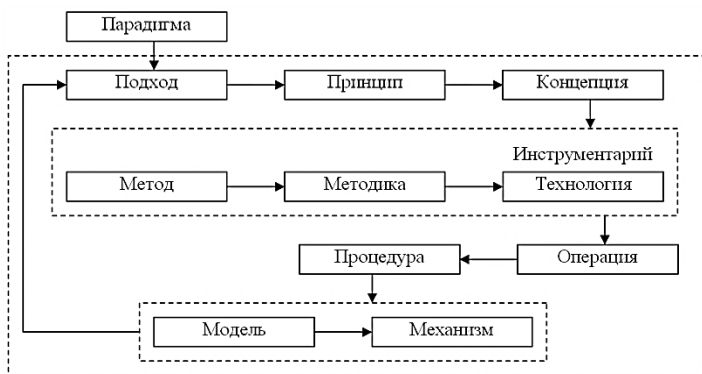 Парадигма
Подход
Принцип
Концепция
Инструментарий
Метод
Методика
Технология
Процедура
Операция
Модель
Механизм